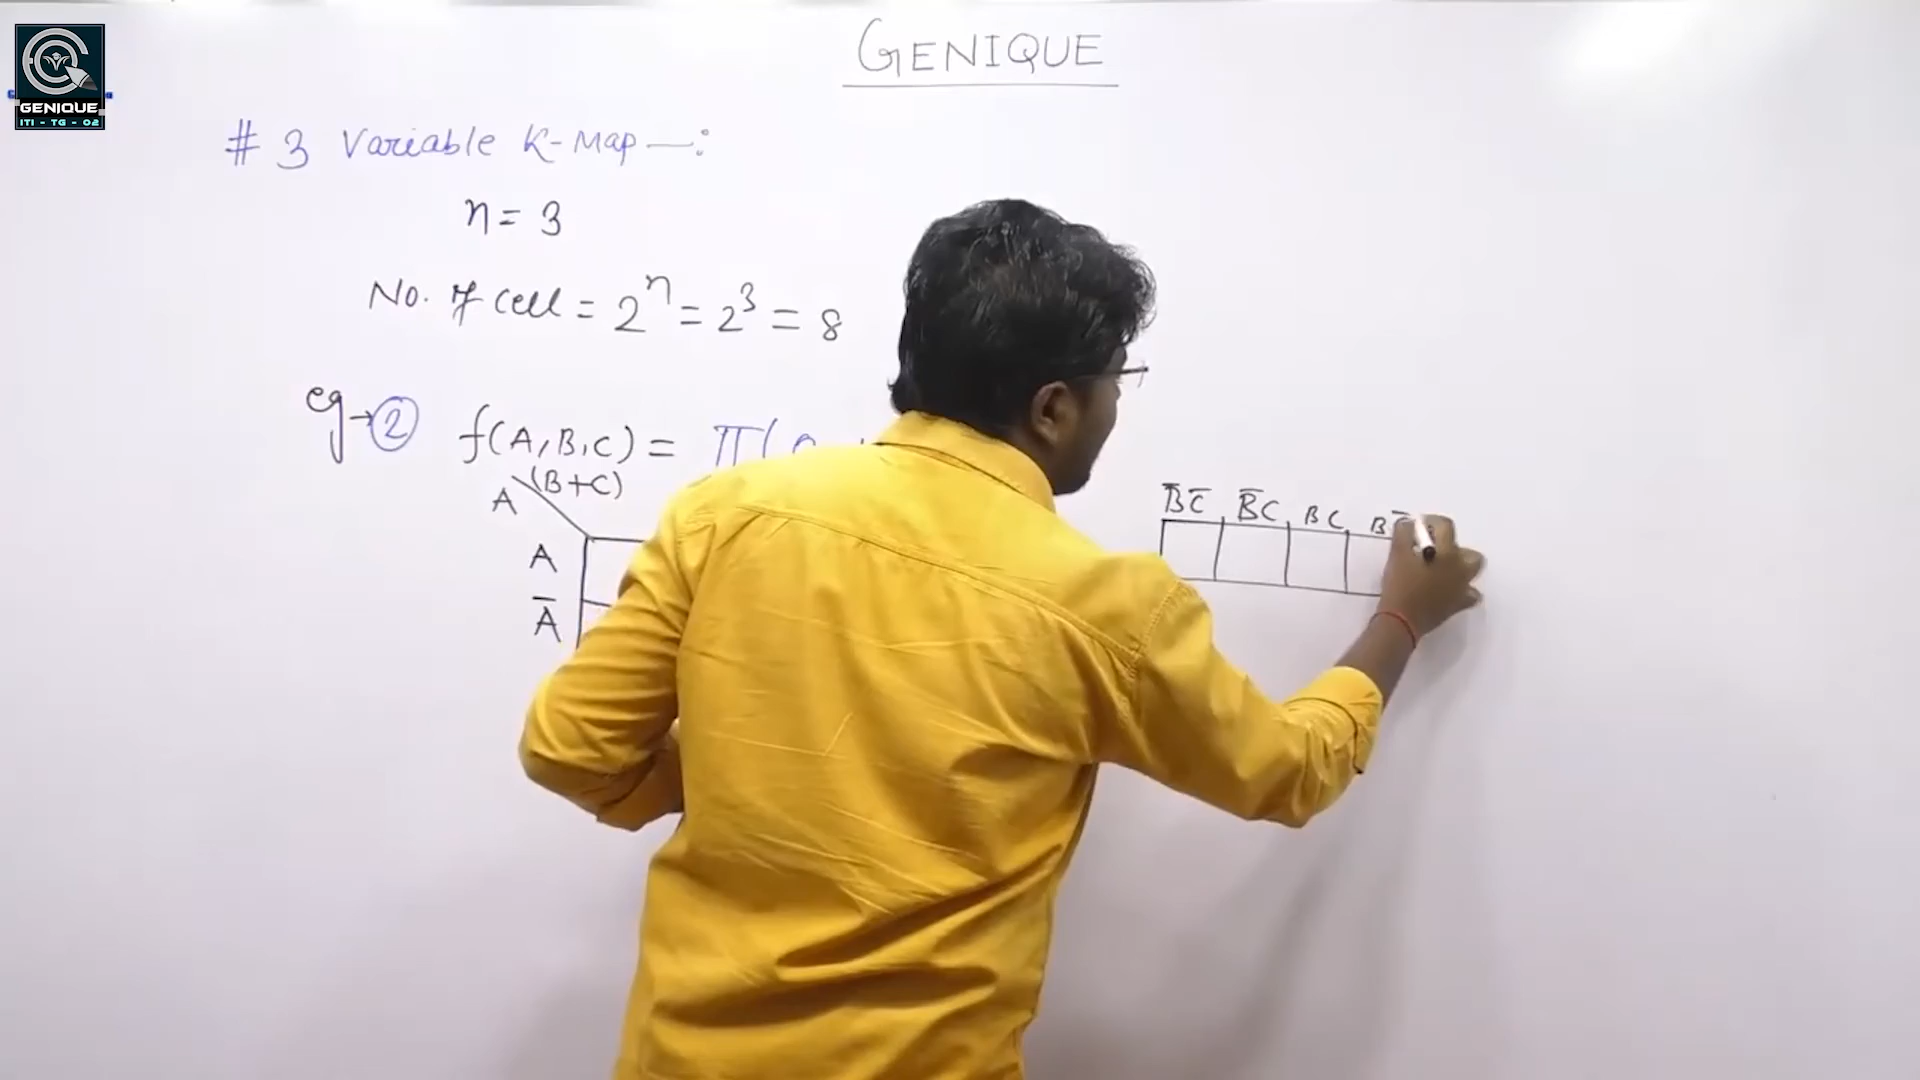 GENIQUE
GENIQUE
ITI - TG - 02
# 3 Variable K-Map —:
n = 3
No. of cell = 2^n = 2^3 = 8
eg → 2 f(A,B,C) = π(
A (B+C)
A
A̅
B̅C̅ B̅C BC B